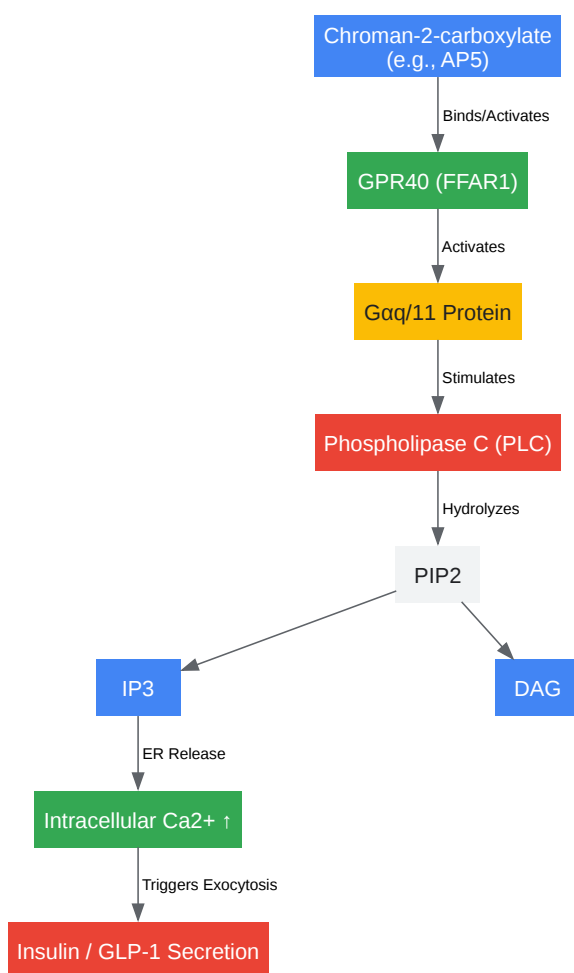 Chroman-2-carboxylate
(e.g., AP5)
Binds/Activates
GPR40 (FFAR1)
Activates
Gαq/11 Protein
Stimulates
Phospholipase C (PLC)
Hydrolyzes
PIP2
IP3
DAG
ER Release
Intracellular Ca2+ ↑
Triggers Exocytosis
Insulin / GLP-1 Secretion